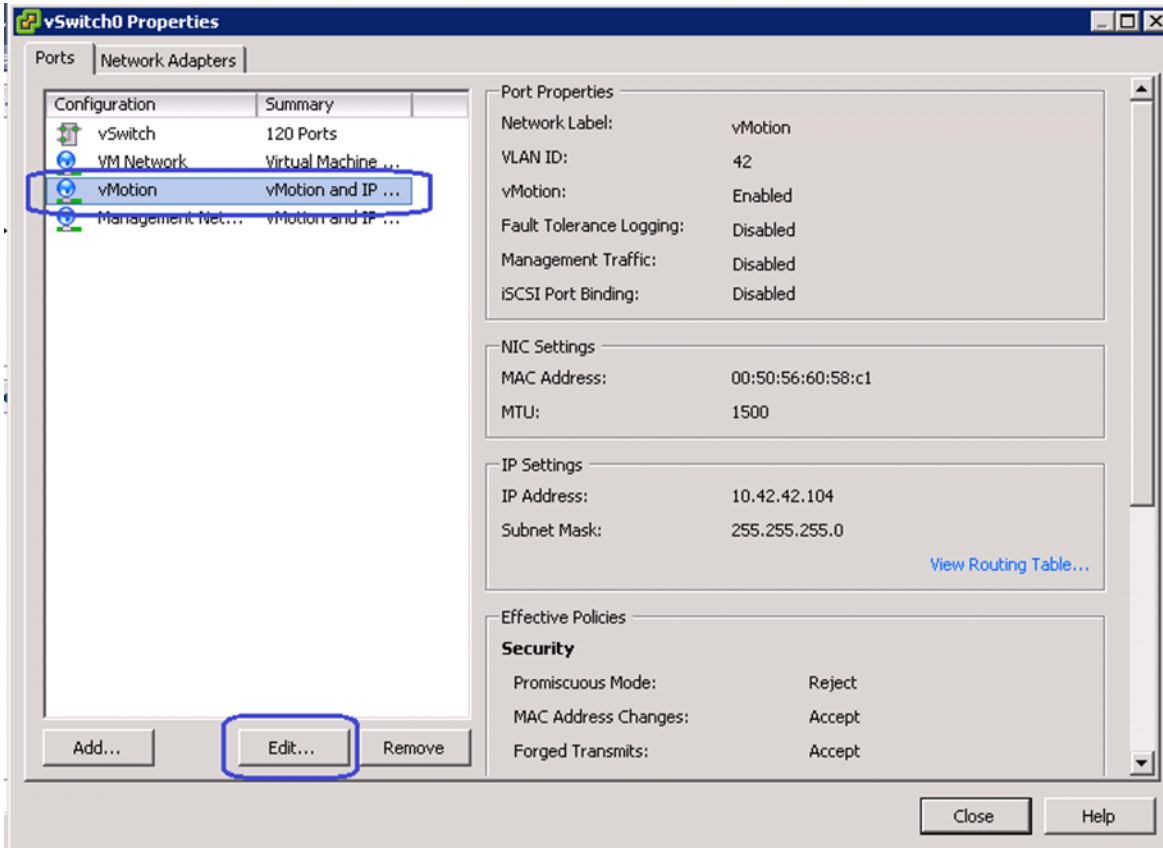 vSwitch0 Properties
Ports Network Adapters
Configuration Summary
vSwitch 120 Ports
VM Network Virtual Machine ...
vMotion vMotion and IP ...
Management Net... vMotion and IP ...
Add... Edit... Remove
Port Properties
Network Label: vMotion
VLAN ID: 42
vMotion: Enabled
Fault Tolerance Logging: Disabled
Management Traffic: Disabled
iSCSI Port Binding: Disabled
NIC Settings
MAC Address: 00:50:56:60:58:c1
MTU: 1500
IP Settings
IP Address: 10.42.42.104
Subnet Mask: 255.255.255.0
View Routing Table...
Effective Policies
Security
Promiscuous Mode: Reject
MAC Address Changes: Accept
Forged Transmits: Accept
Close Help